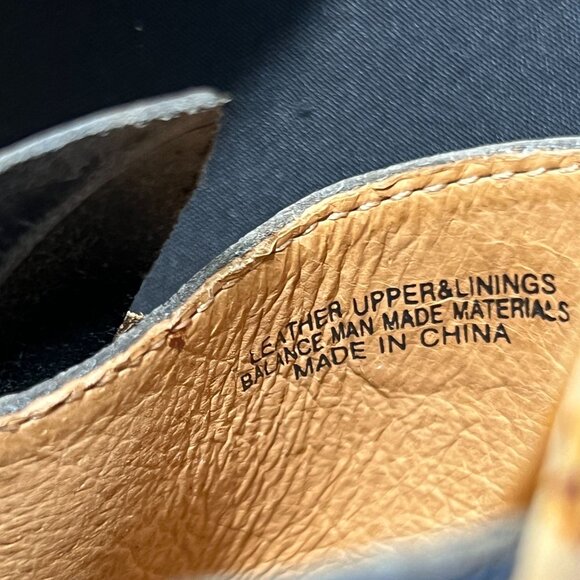 LEATHER UPPER&LININGS
BALANCE MAN MADE MATERIALS
MADE IN CHINA